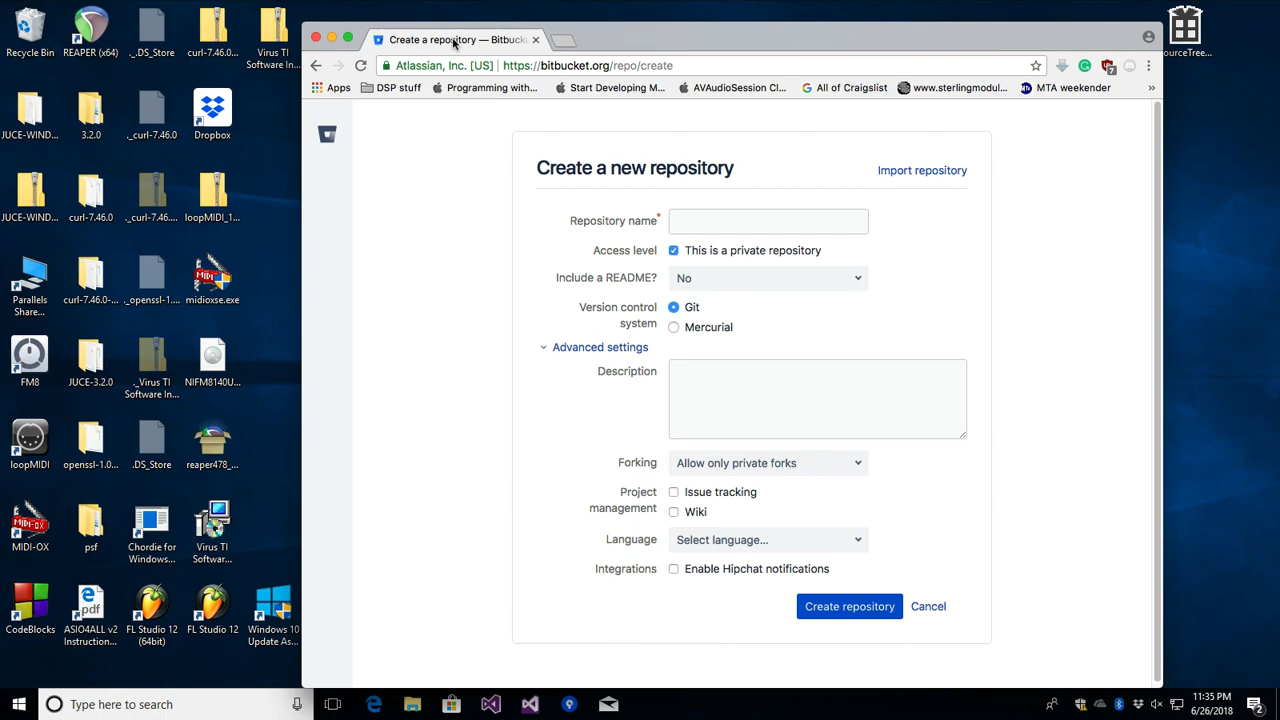 Recycle Bin
REAPER (x64)
._DS_Store
curl-7.46.0...
Virus TI
Software In...
JUCE-WIND...
3.2.0
._curl-7.46.0
Dropbox
JUCE-WIND...
curl-7.46.0
._curl-7.46....
loopMIDI_1...
Parallels
Share...
curl-7.46.0-...
._openssl-1....
midioxse.exe
FM8
JUCE-3.2.0
._Virus TI
Software In...
NIFM8140U...
loopMIDI
openssl-1.0...
.DS_Store
reaper478_...
MIDI-OX
psf
Chordie for
Windows...
Virus TI
Softwar...
CodeBlocks
ASIO4ALL v2
Instruction...
FL Studio 12
(64bit)
FL Studio 12
Windows 10
Update As...
ourceTree...
Create a repository — Bitbuck
Atlassian, Inc. [US]
https://bitbucket.org/repo/create
7
Apps
DSP stuff
Programming with...
Start Developing M...
AVAudioSession Cl...
All of Craigslist
www.sterlingmodul...
MTA weekender
»
Create a new repository
Import repository
Repository name*
Access level
This is a private repository
Include a README?
No
Version control
system
Git
Mercurial
Advanced settings
Description
Forking
Allow only private forks
Project
management
Issue tracking
Wiki
Language
Select language...
Integrations
Enable Hipchat notifications
Create repository
Cancel
Type here to search
11:35 PM
6/26/2018
2